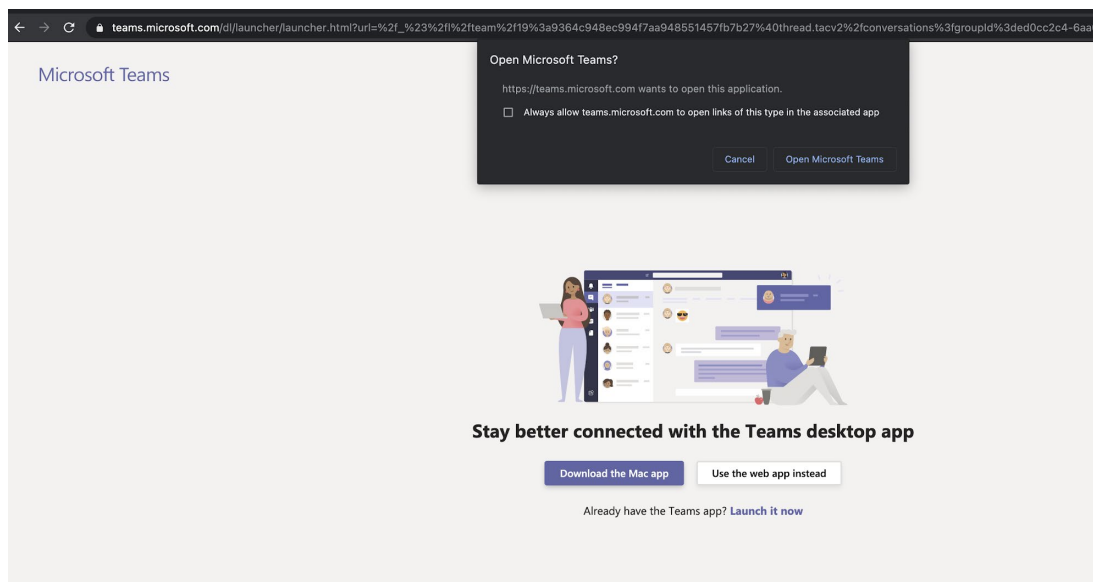 teams.microsoft.com/dl/launcher/launcher.html?url=%2f_%23%2fl%2fteam%2f19%3a9364c948ec994f7aa948551457fb7b27%40thread.tacv2%2fconversations%3fgroupId%3ded0cc2c4-6aa
Microsoft Teams
Open Microsoft Teams?
https://teams.microsoft.com wants to open this application.
Always allow teams.microsoft.com to open links of this type in the associated app
Cancel Open Microsoft Teams
Stay better connected with the Teams desktop app
Download the Mac app Use the web app instead
Already have the Teams app? Launch it now